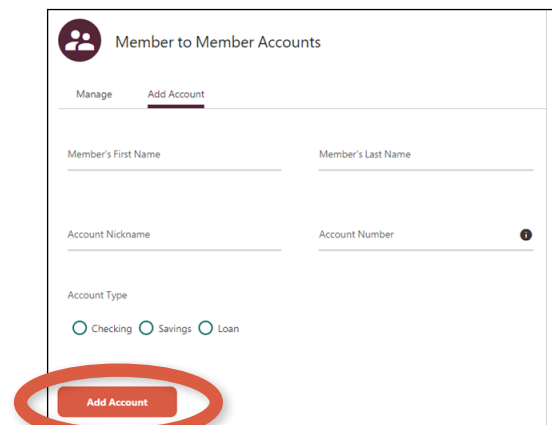 Member to Member Accounts
Manage Add Account
Member's First Name Member's Last Name
Account Nickname Account Number
Account Type
Checking Savings Loan
Add Account